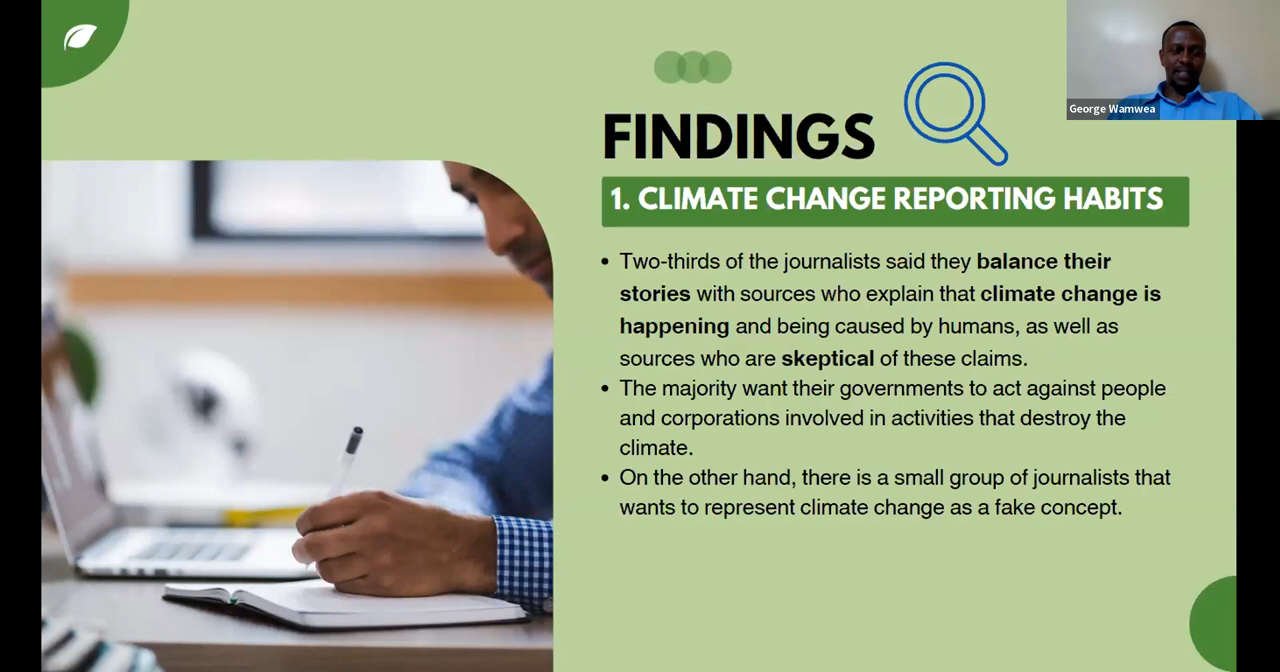 George Wamwea
FINDINGS
1. CLIMATE CHANGE REPORTING HABITS
• Two-thirds of the journalists said they balance their
stories with sources who explain that climate change is
happening and being caused by humans, as well as
sources who are skeptical of these claims.
• The majority want their governments to act against people
and corporations involved in activities that destroy the
climate.
• On the other hand, there is a small group of journalists that
wants to represent climate change as a fake concept.